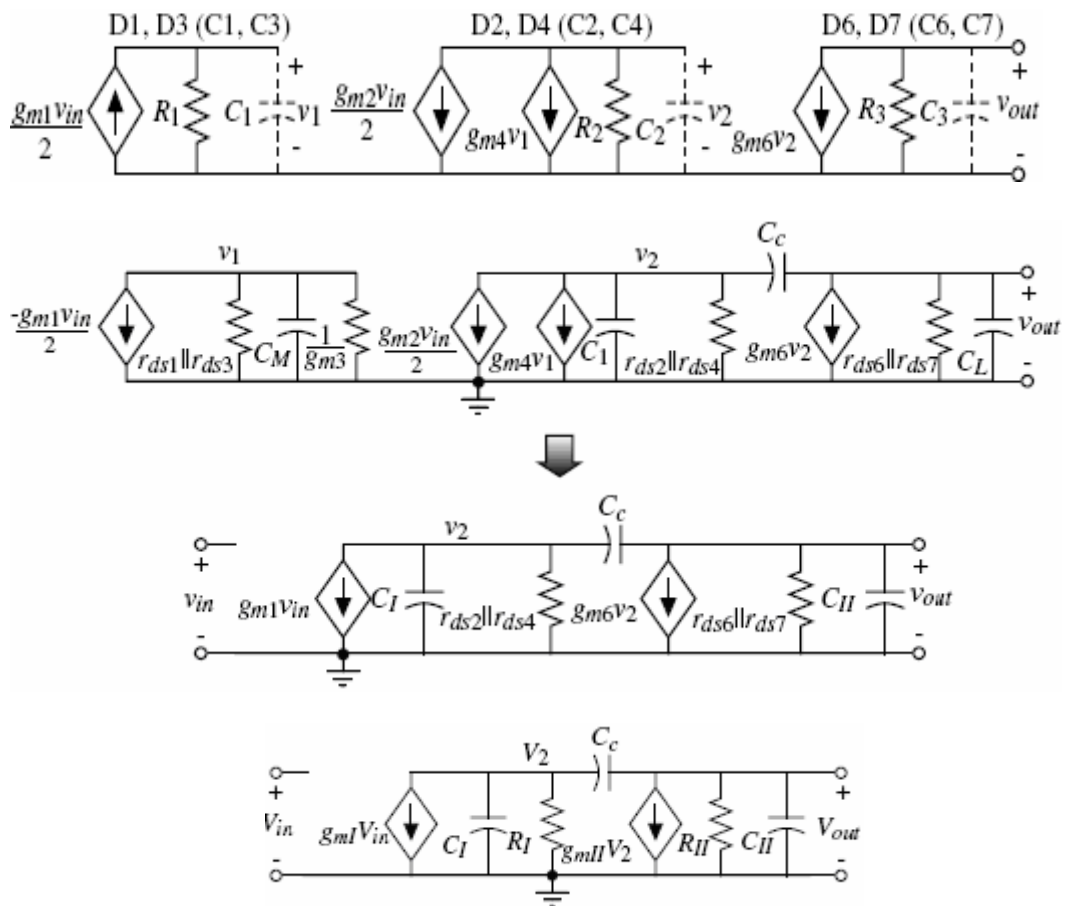 D1, D3 (C1, C3) D2, D4 (C2, C4) D6, D7 (C6, C7)
gm1vin
2
R1
C1
+
v1
-
gm2vin
2
gm4v1
R2
C2
+
v2
-
gm6v2
R3
C3
+
vout
-
v1
-gm1vin
2
rds1||rds3
CM
1
gm3
gm2vin
2
gm4v1
C1
rds2||rds4
v2
Cc
gm6v2
rds6||rds7
CL
+
vout
-
+
vin
-
gm1vin
CI
v2
rds2||rds4
Cc
gm6v2
rds6||rds7
CII
+
vout
-
+
Vin
-
gmIVin
CI
RI
V2
Cc
gmIIV2
RII
CII
+
Vout
-